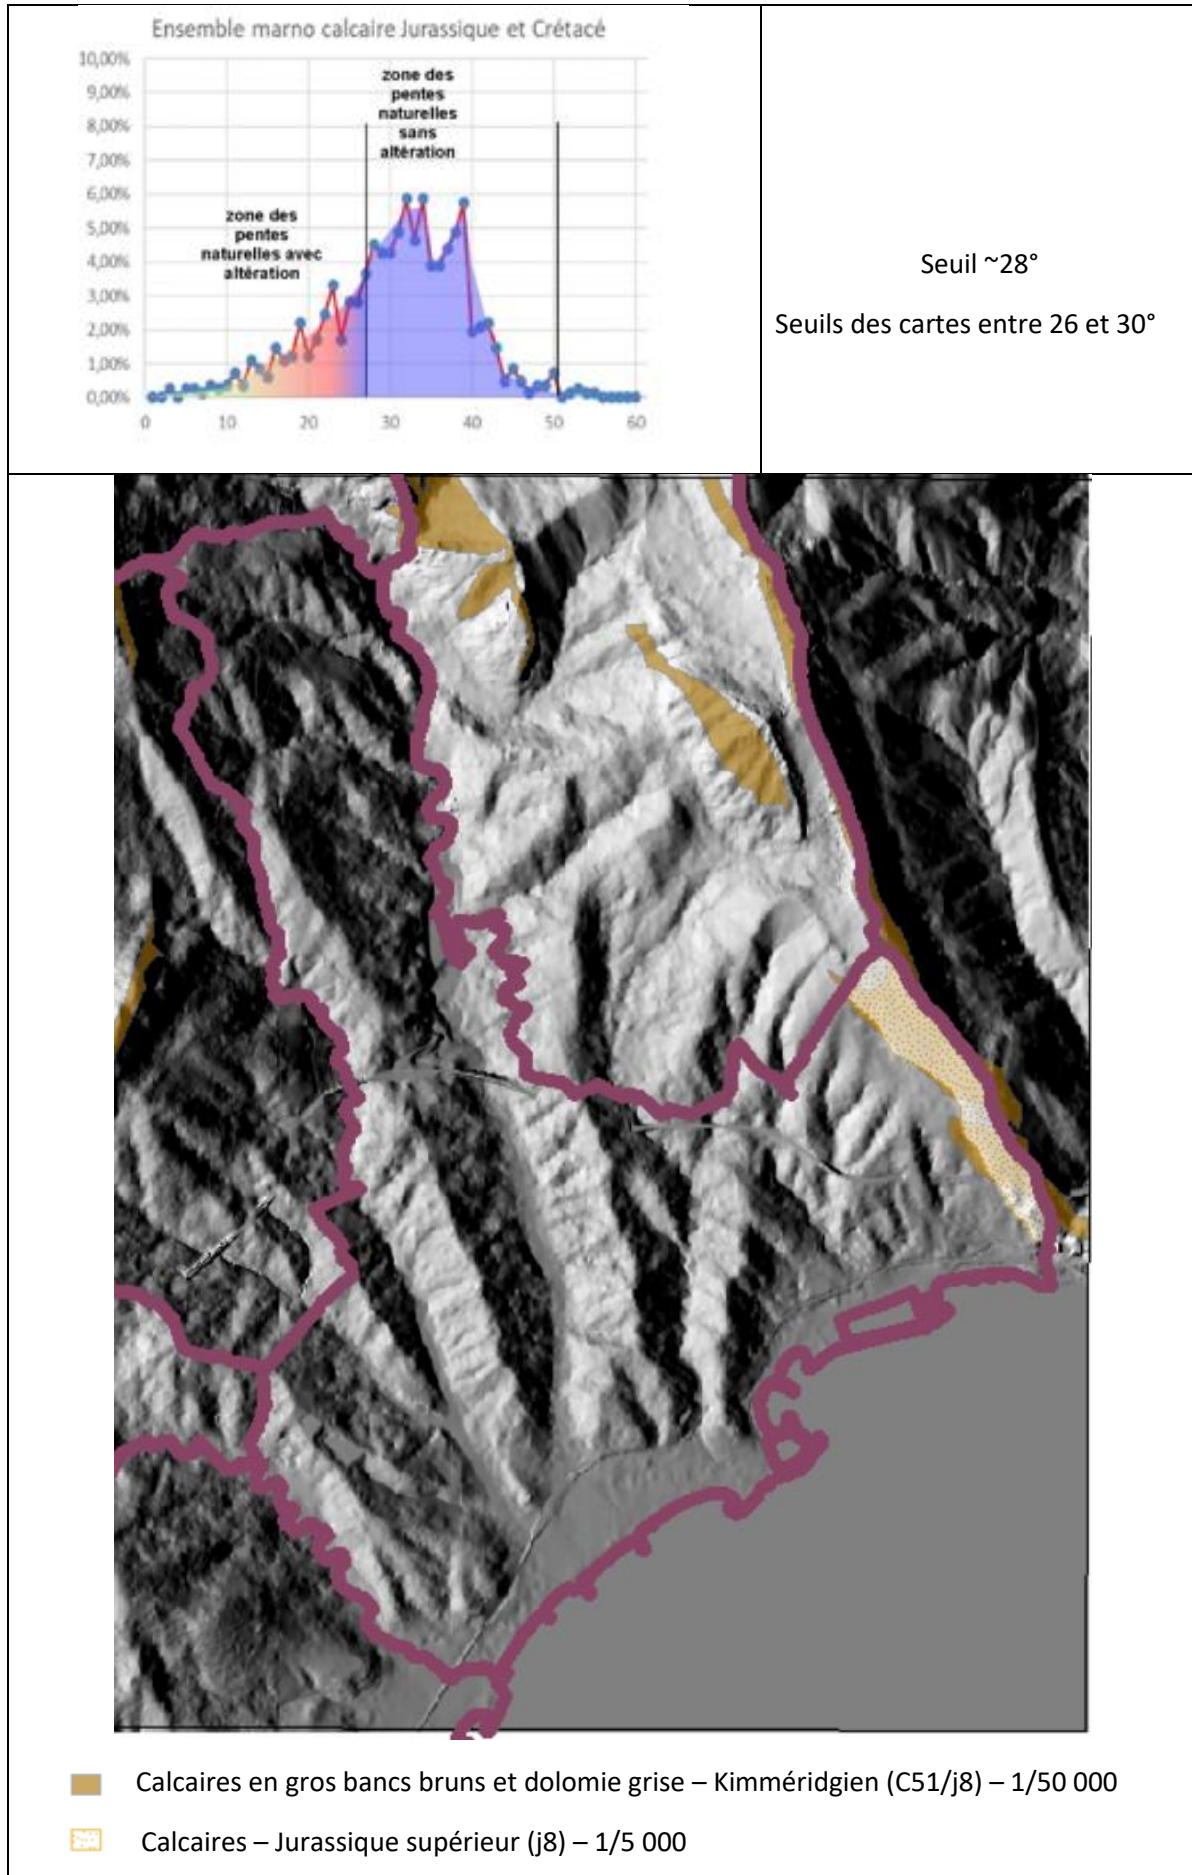 Ensemble marno calcaire Jurassique et Crétacé
10,00%
9,00%
8,00%
7,00%
6,00%
5,00%
4,00%
3,00%
2,00%
1,00%
0,00%
zone des
pentes
naturelles
sans
altération
zone des
pentes
naturelles avec
altération
0 10 20 30 40 50 60
Seuil ~28°
Seuils des cartes entre 26 et 30°
Calcaires en gros bancs bruns et dolomie grise – Kimméridgien (C51/j8) – 1/50 000
Calcaires – Jurassique supérieur (j8) – 1/5 000